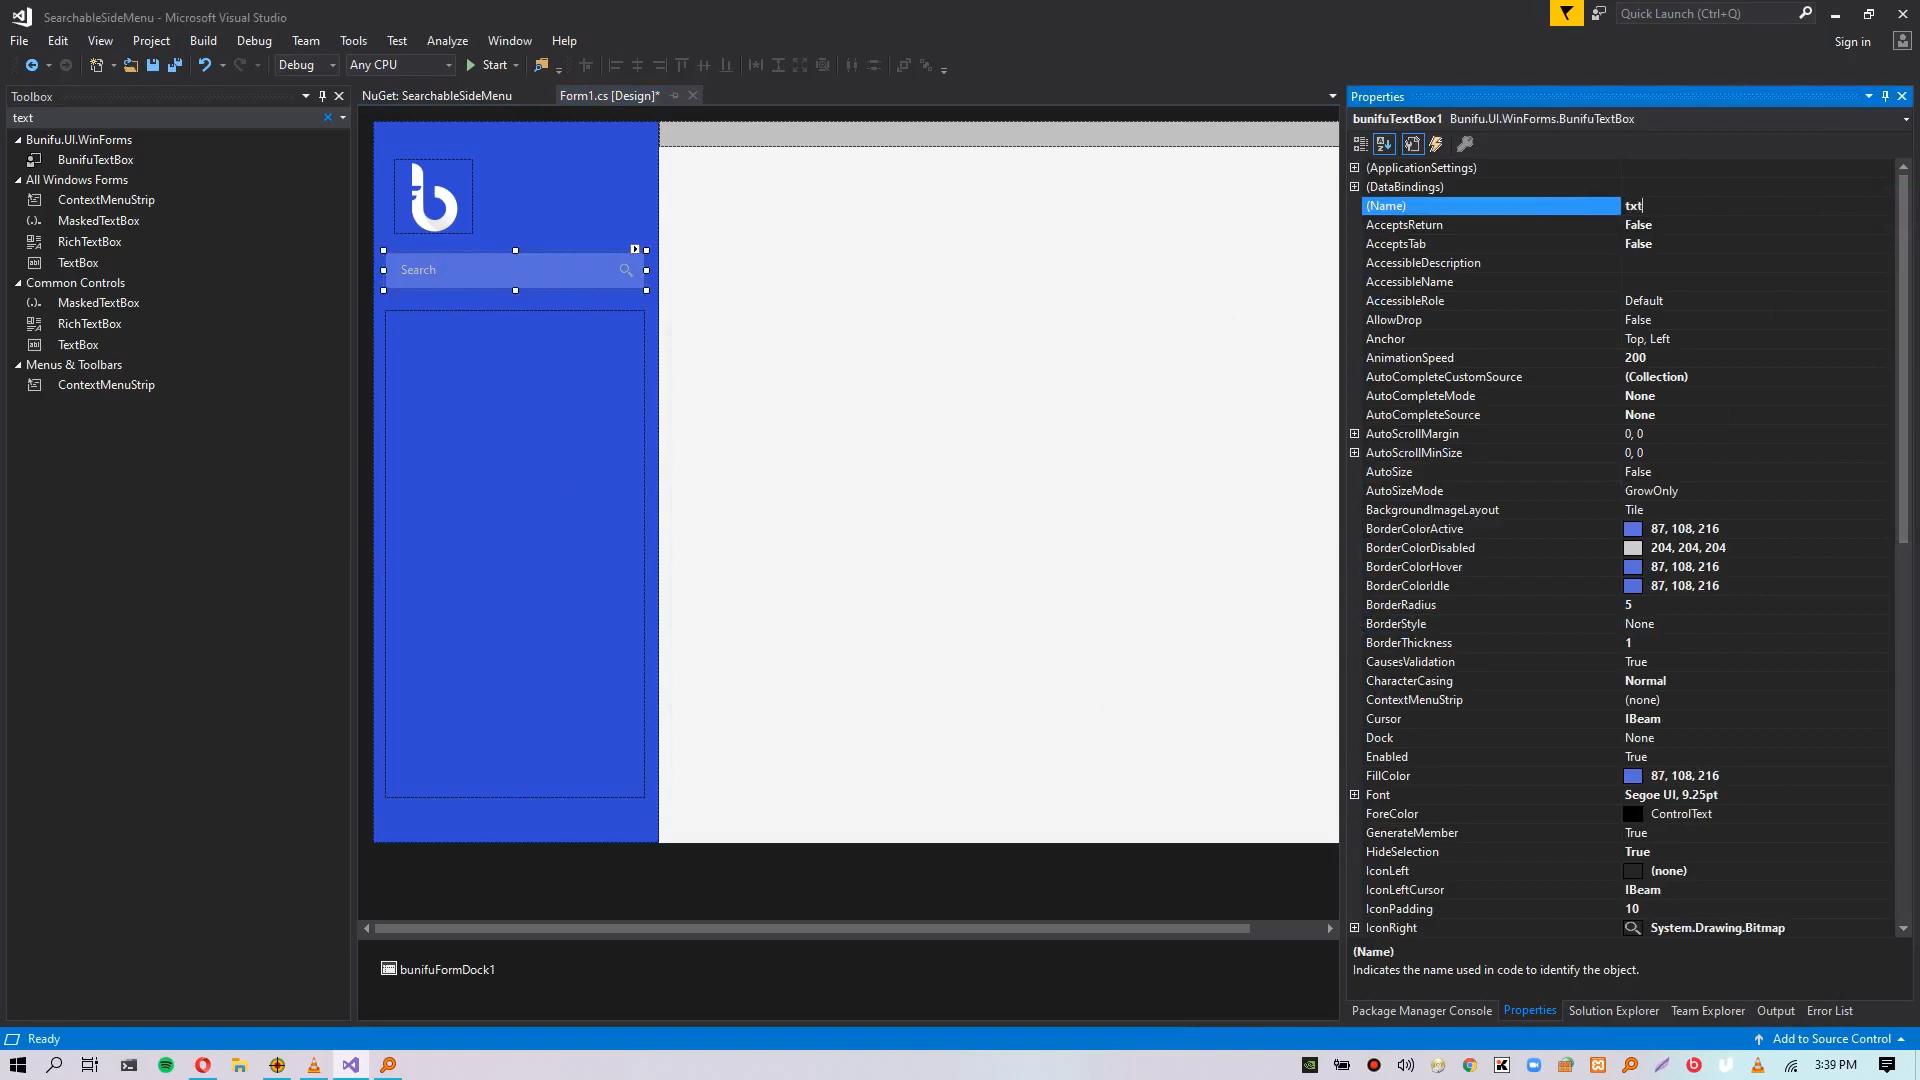 SearchableSideMenu - Microsoft Visual Studio
Quick Launch (Ctrl+Q)
File Edit View Project Build Debug Team Tools Test Analyze Window Help
Sign in
Debug Any CPU Start
Toolbox
NuGet: SearchableSideMenu Form1.cs [Design]*
Properties
text
bunifuTextBox1 Bunifu.UI.WinForms.BunifuTextBox
Bunifu.UI.WinForms
BunifuTextBox
All Windows Forms
ContextMenuStrip
MaskedTextBox
RichTextBox
TextBox
Common Controls
MaskedTextBox
RichTextBox
TextBox
Menus & Toolbars
ContextMenuStrip
Search
bunifuFormDock1
(ApplicationSettings)
(DataBindings)
(Name) txt
AcceptsReturn False
AcceptsTab False
AccessibleDescription
AccessibleName
AccessibleRole Default
AllowDrop False
Anchor Top, Left
AnimationSpeed 200
AutoCompleteCustomSource (Collection)
AutoCompleteMode None
AutoCompleteSource None
AutoScrollMargin 0, 0
AutoScrollMinSize 0, 0
AutoSize False
AutoSizeMode GrowOnly
BackgroundImageLayout Tile
BorderColorActive 87, 108, 216
BorderColorDisabled 204, 204, 204
BorderColorHover 87, 108, 216
BorderColorIdle 87, 108, 216
BorderRadius 5
BorderStyle None
BorderThickness 1
CausesValidation True
CharacterCasing Normal
ContextMenuStrip (none)
Cursor IBeam
Dock None
Enabled True
FillColor 87, 108, 216
Font Segoe UI, 9.25pt
ForeColor ControlText
GenerateMember True
HideSelection True
IconLeft (none)
IconLeftCursor IBeam
IconPadding 10
IconRight System.Drawing.Bitmap
(Name)
Indicates the name used in code to identify the object.
Package Manager Console Properties Solution Explorer Team Explorer Output Error List
Ready
Add to Source Control
3:39 PM